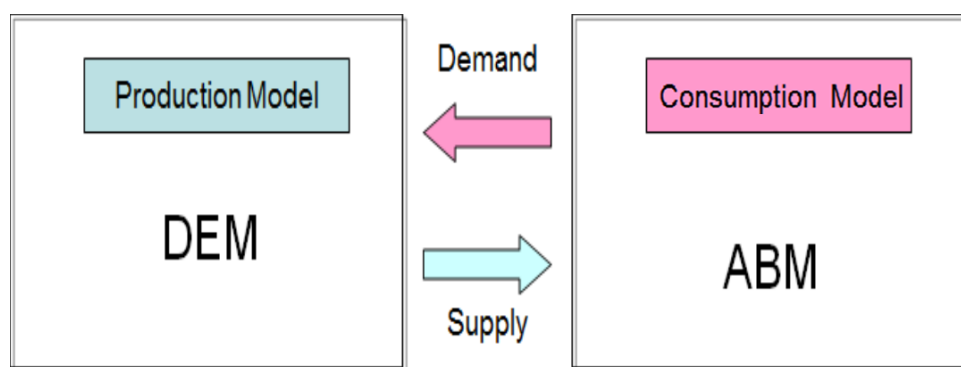 Production Model
DEM
Demand
Supply
Consumption Model
ABM